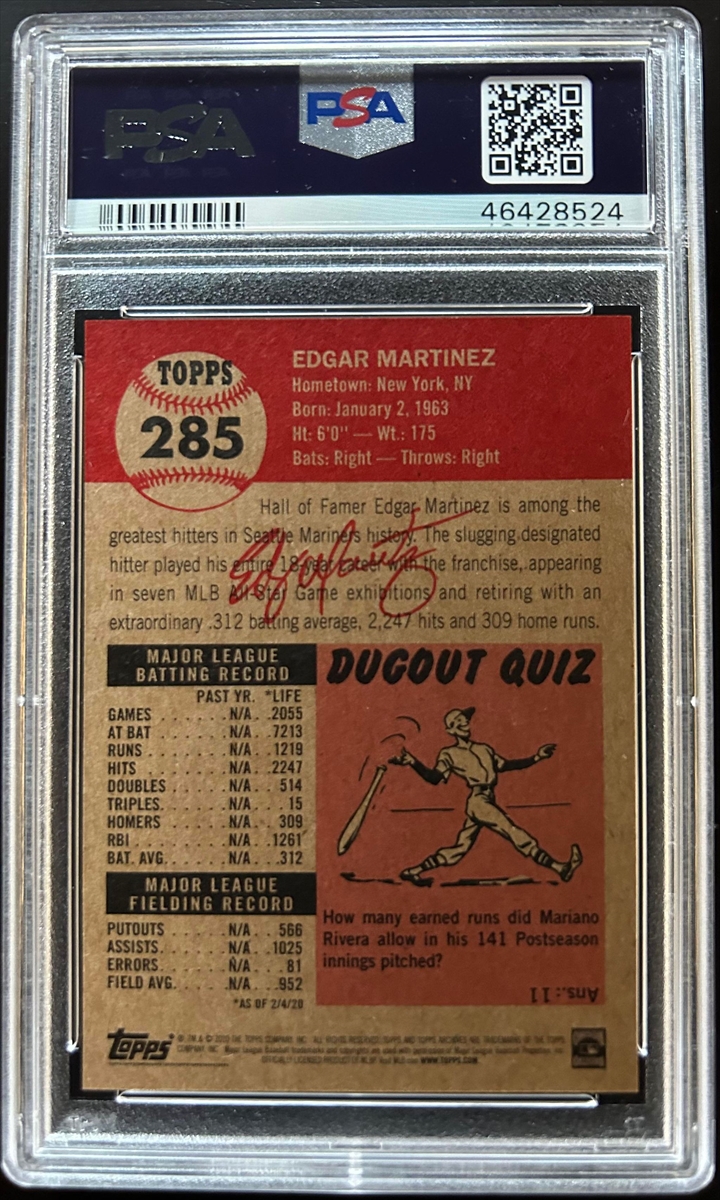 PSA
PSA
46428524
TOPPS
285
EDGAR MARTINEZ
Hometown: New York, NY
Born: January 2, 1963
Ht: 6'0" — Wt.: 175
Bats: Right — Throws: Right
Hall of Famer Edgar Martinez is among the
greatest hitters in Seattle Mariners history. The slugging designated
hitter played his entire 18-year career with the franchise, appearing
in seven MLB All-Star Game exhibitions and retiring with an
extraordinary .312 batting average, 2,247 hits and 309 home runs.
MAJOR LEAGUE
BATTING RECORD
PAST YR. *LIFE
GAMES ...... N/A .. 2055
AT BAT ...... N/A .. 7213
RUNS ...... N/A .. 1219
HITS ...... N/A .. 2247
DOUBLES ..... N/A ... 514
TRIPLES ..... N/A .... 15
HOMERS ..... N/A ... 309
RBI ....... N/A .. 1261
BAT. AVG. .... N/A .. .312
MAJOR LEAGUE
FIELDING RECORD
PUTOUTS .... N/A ... 566
ASSISTS ..... N/A .. 1025
ERRORS ..... N/A .... 81
FIELD AVG. .... N/A .. .952
*AS OF 2/4/20
DUGOUT QUIZ
How many earned runs did Mariano
Rivera allow in his 141 Postseason
innings pitched?
Ans.: 11
Topps
WWW.TOPPS.COM